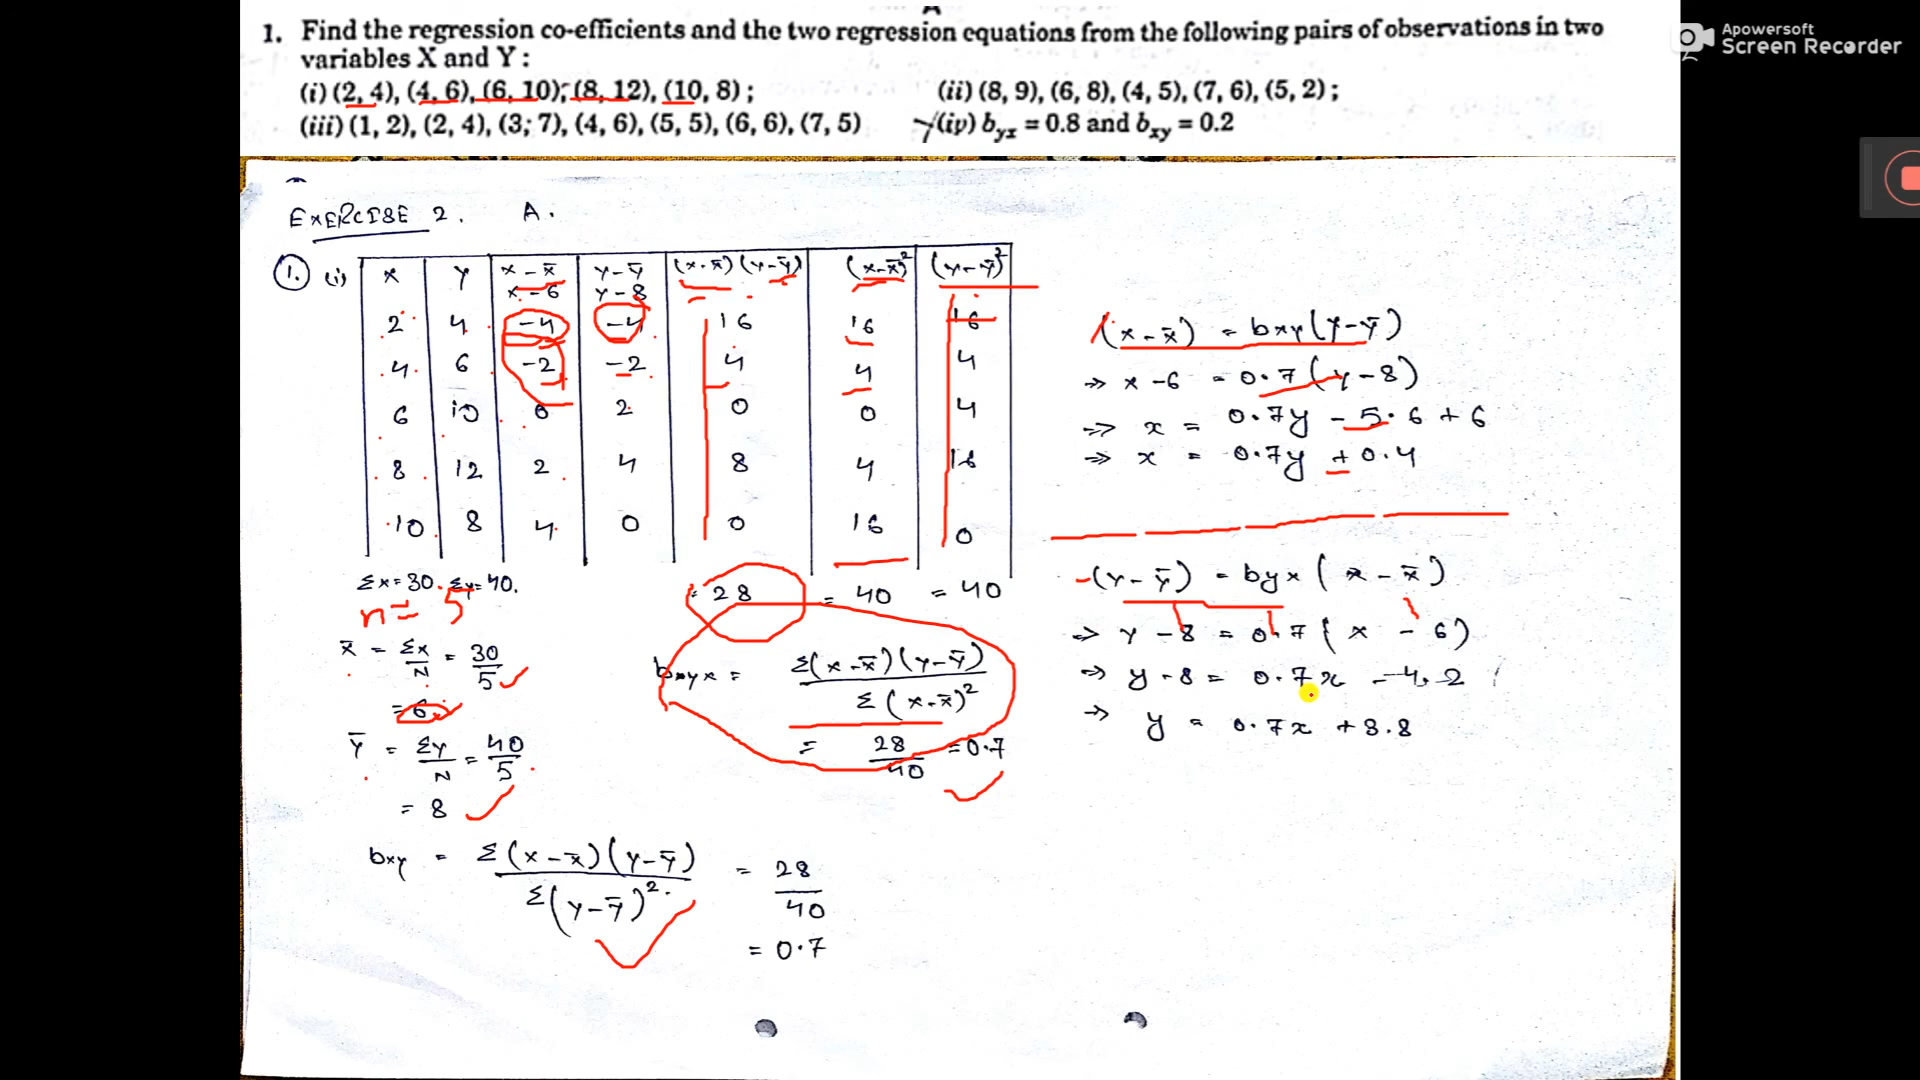 1. Find the regression co-efficients and the two regression equations from the following pairs of observations in two
variables X and Y :
(i) (2, 4), (4, 6), (6, 10), (8, 12), (10, 8) ; (ii) (8, 9), (6, 8), (4, 5), (7, 6), (5, 2) ;
(iii) (1, 2), (2, 4), (3; 7), (4, 6), (5, 5), (6, 6), (7, 5) (iv) byx = 0.8 and bxy = 0.2
Apowersoft
Screen Recorder
EXERCISE 2. A.
1. (i) x y x - x̄ y - ȳ (x-x̄)(y-ȳ) (x-x̄)² (y-ȳ)²
x - 6 y - 8
2 4 -4 -4 16 16 16
4 6 -2 -2 4 4 4
6 10 0 2 0 0 4
8 12 2 4 8 4 16
10 8 4 0 0 16 0
Σx=30. Σy=40. = 28 = 40 = 40
n = 5
x̄ = Σx/N = 30/5
= 6
ȳ = Σy/N = 40/5
= 8
byx = Σ(x-x̄)(y-ȳ) / Σ(x-x̄)²
= 28/40 = 0.7
bxy = Σ(x-x̄)(y-ȳ) / Σ(y-ȳ)² = 28/40
= 0.7
(x-x̄) = bxy(y-ȳ)
⇒ x - 6 = 0.7(y-8)
⇒ x = 0.7y - 5.6 + 6
⇒ x = 0.7y + 0.4
(y-ȳ) = byx(x-x̄)
⇒ y - 8 = 0.7(x - 6)
⇒ y - 8 = 0.7x - 4.2
⇒ y = 0.7x + 3.8